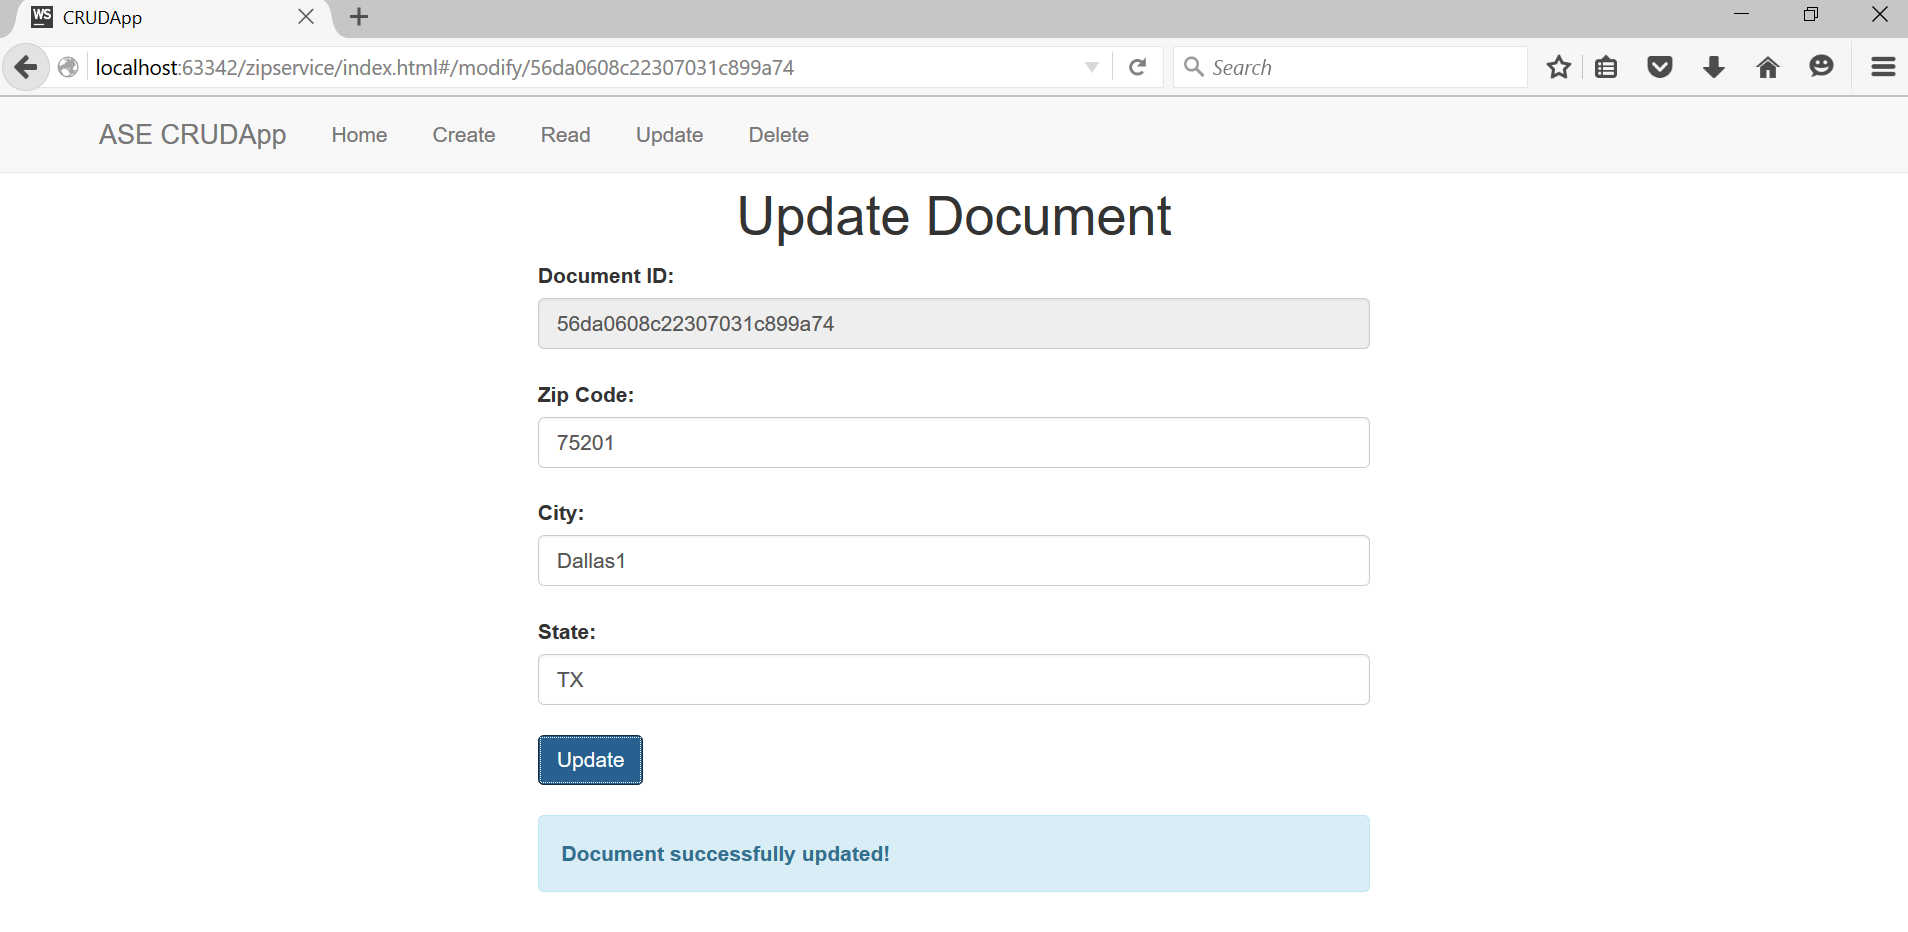 WS CRUDApp
localhost:63342/zipservice/index.html#/modify/56da0608c22307031c899a74 Search
ASE CRUDApp Home Create Read Update Delete
Update Document
Document ID:
56da0608c22307031c899a74
Zip Code:
75201
City:
Dallas1
State:
TX
Update
Document successfully updated!